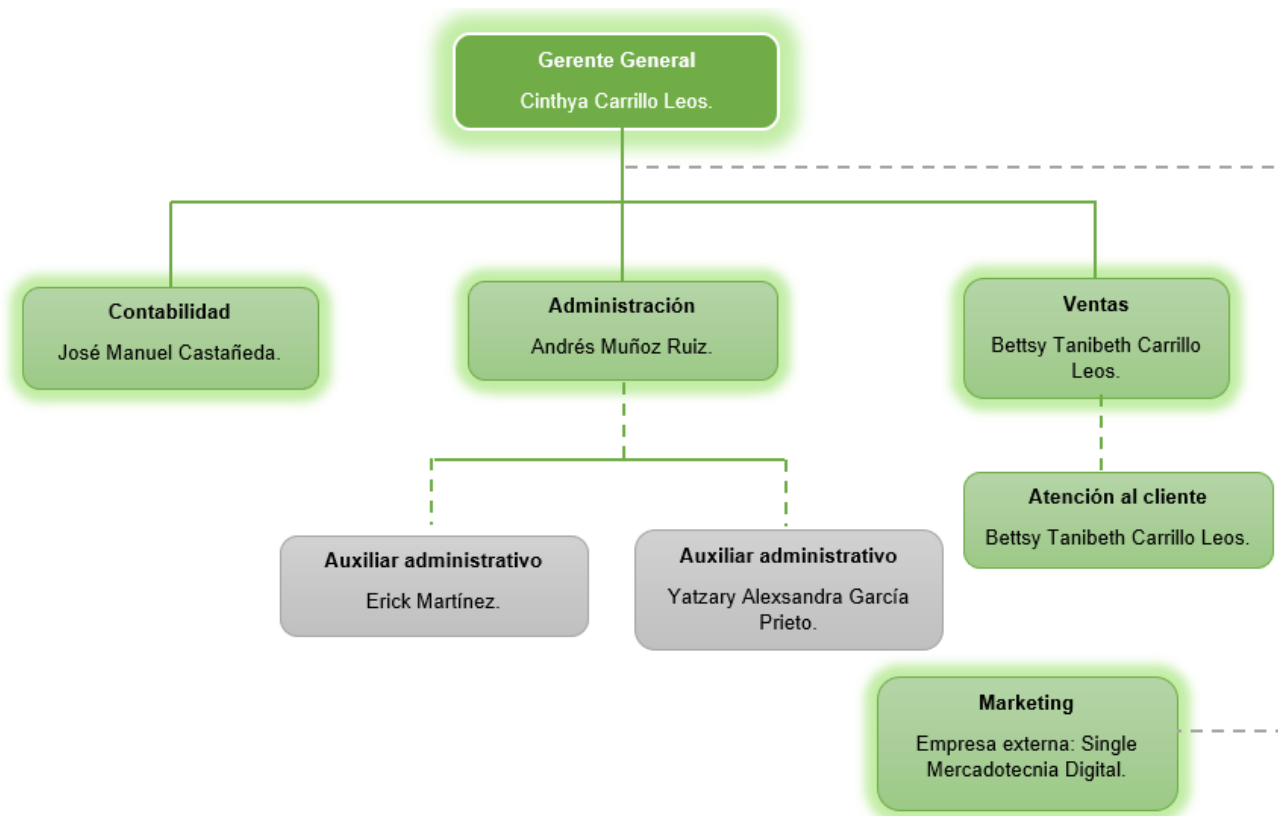 Gerente General
Cinthya Carrillo Leos.
Contabilidad
José Manuel Castañeda.
Administración
Andrés Muñoz Ruiz.
Ventas
Bettsy Tanibeth Carrillo
Leos.
Atención al cliente
Bettsy Tanibeth Carrillo Leos.
Auxiliar administrativo
Erick Martínez.
Auxiliar administrativo
Yatzary Alexsandra García
Prieto.
Marketing
Empresa externa: Single
Mercadotecnia Digital.